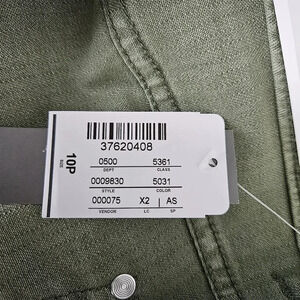 37620408
0500 5361
DEPT CLASS
0009830 5031
STYLE COLOR
000075 X2 AS
VENDOR LC SP
10P
SIZE